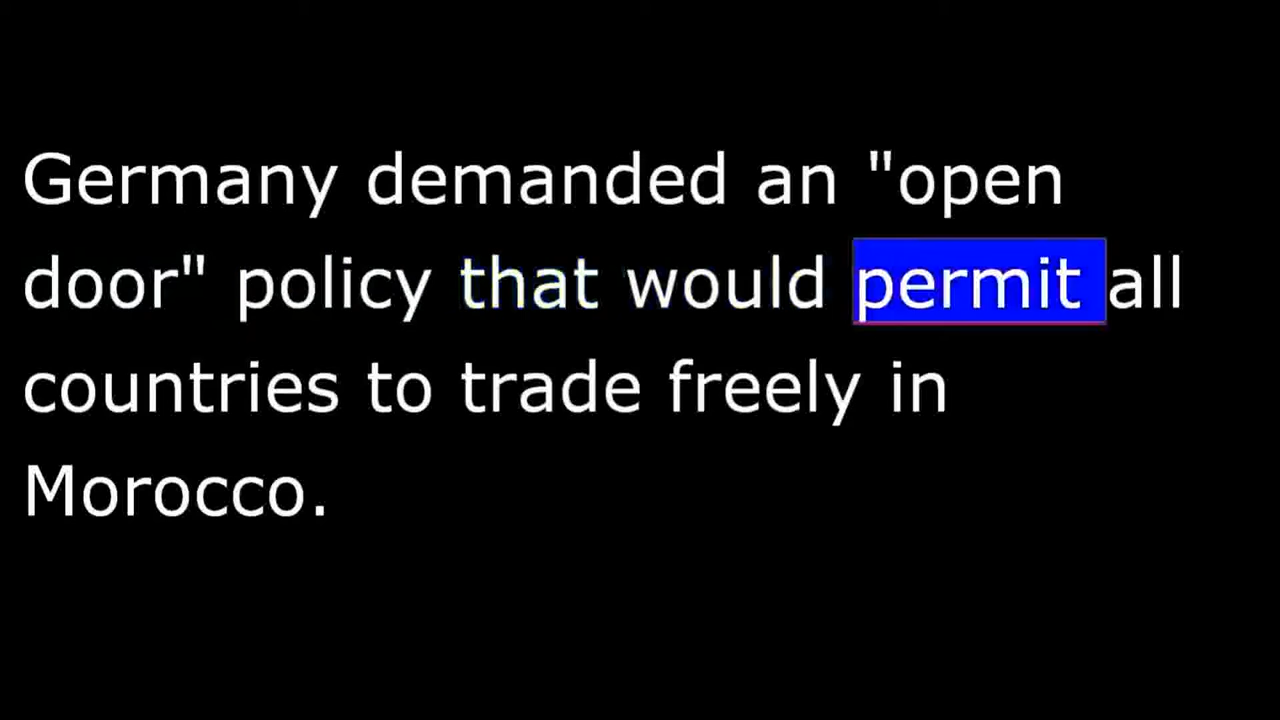 Germany demanded an "open
door" policy that would permit all
countries to trade freely in
Morocco.